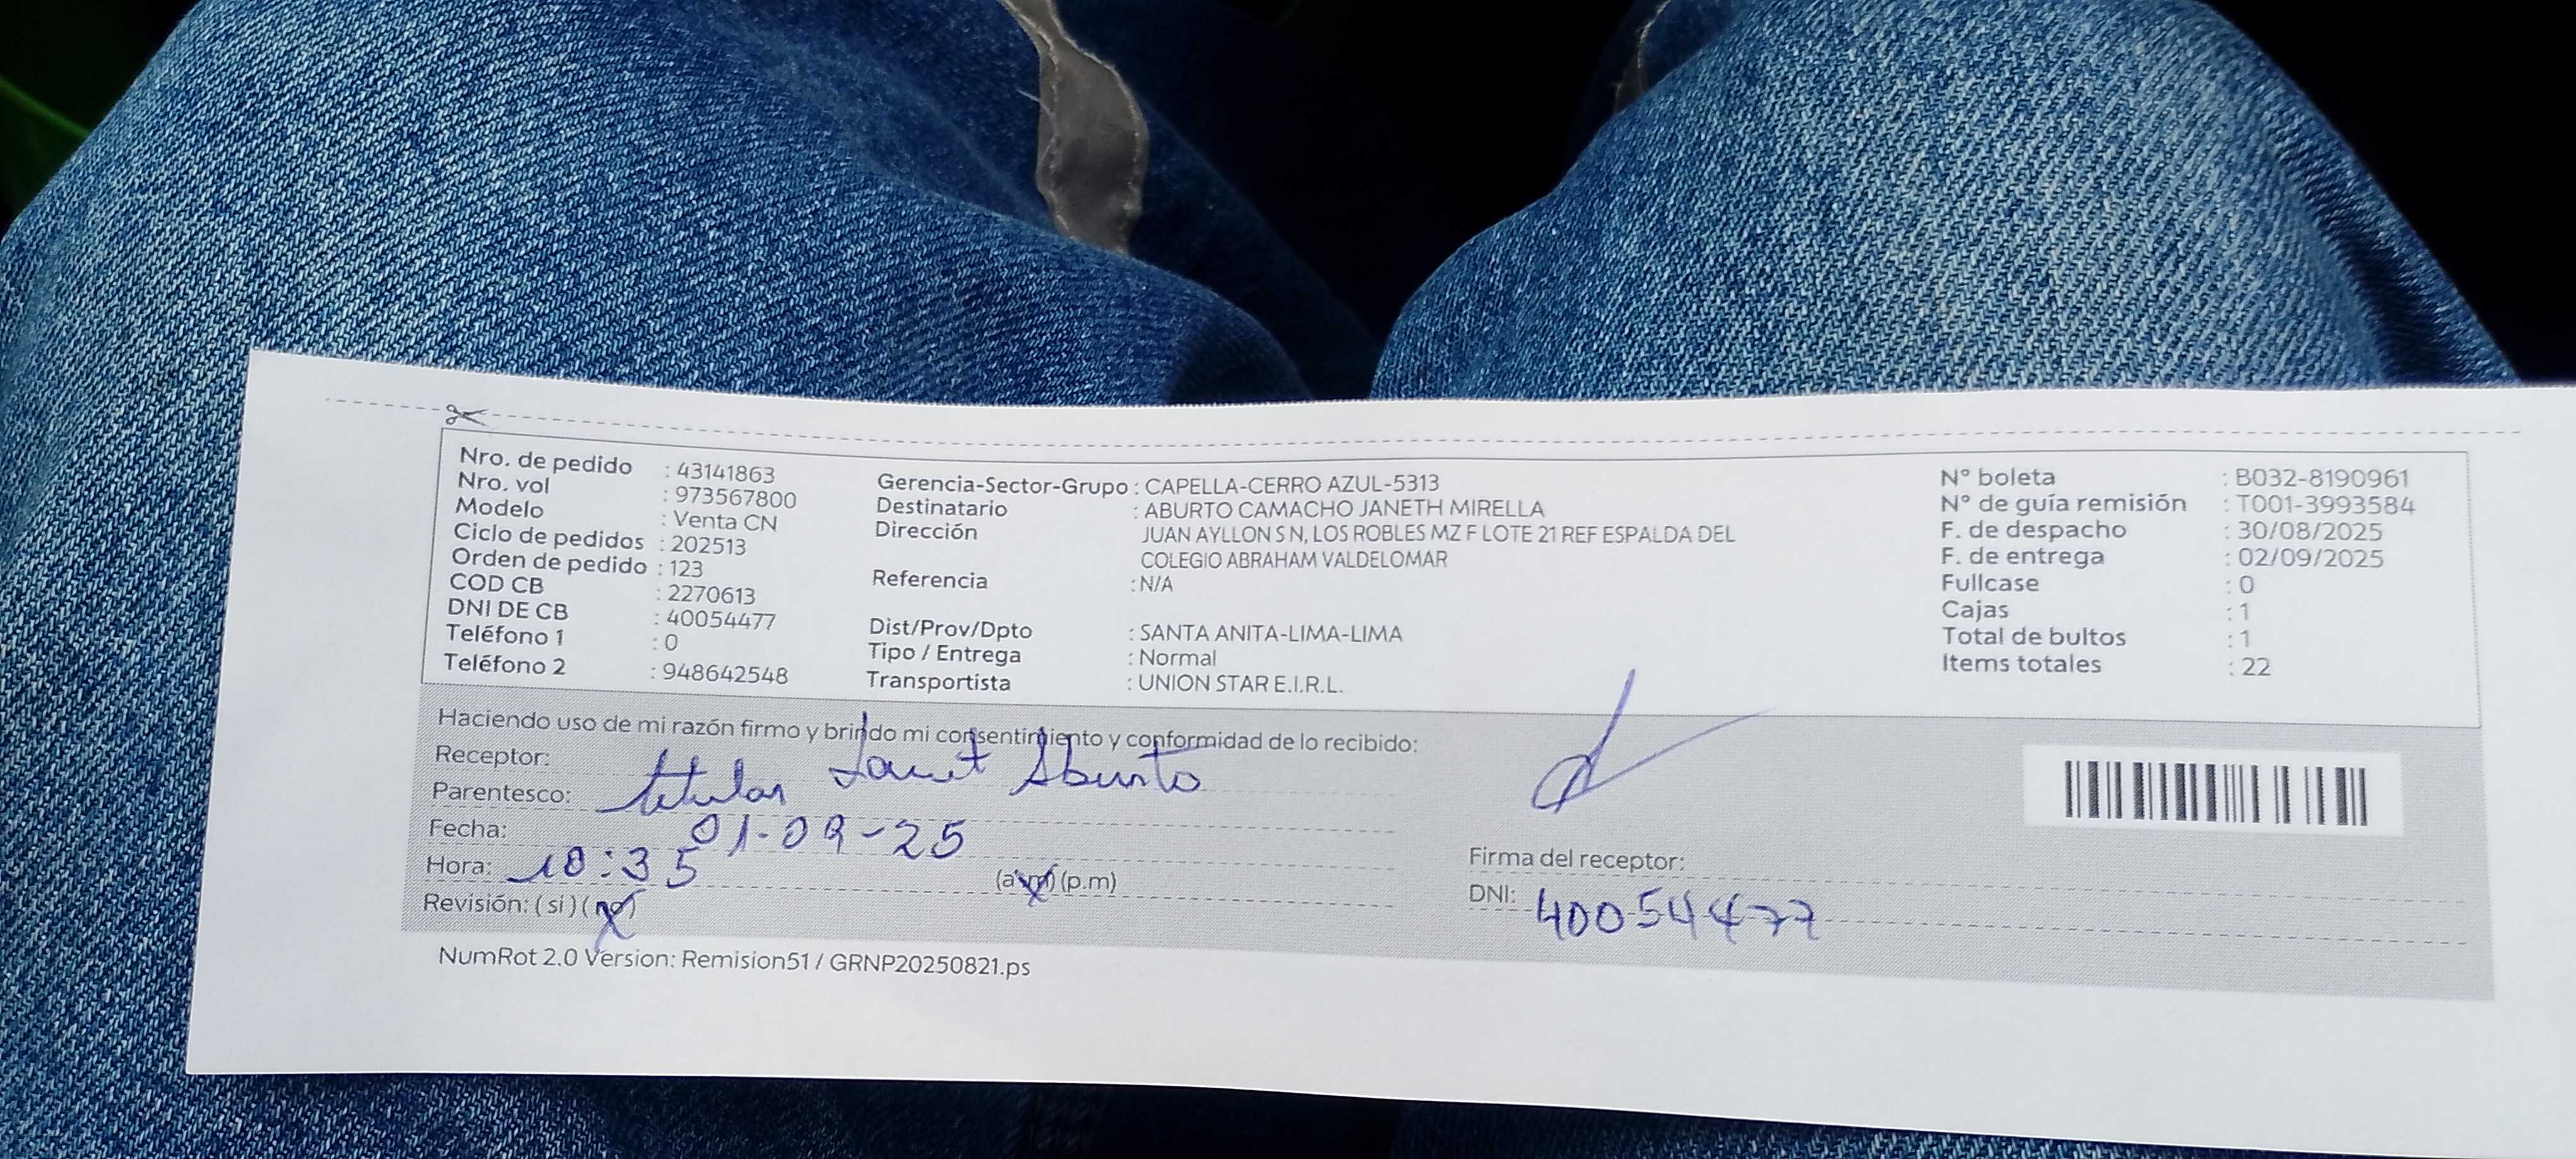 Nro. de pedido : 43141863
Nro. vol : 973567800
Modelo : Venta CN
Ciclo de pedidos : 202513
Orden de pedido : 123
COD CB : 2270613
DNI DE CB : 40054477
Teléfono 1 : 0
Teléfono 2 : 948642548
Gerencia-Sector-Grupo : CAPELLA-CERRO AZUL-5313
Destinatario : ABURTO CAMACHO JANETH MIRELLA
Dirección JUAN AYLLON S N, LOS ROBLES MZ F LOTE 21 REF ESPALDA DEL
COLEGIO ABRAHAM VALDELOMAR
Referencia : N/A
Dist/Prov/Dpto : SANTA ANITA-LIMA-LIMA
Tipo / Entrega : Normal
Transportista : UNION STAR E.I.R.L.
N° boleta : B032-8190961
N° de guía remisión : T001-3993584
F. de despacho : 30/08/2025
F. de entrega : 02/09/2025
Fullcase : 0
Cajas : 1
Total de bultos : 1
Items totales : 22
Haciendo uso de mi razón firmo y brindo mi consentimiento y conformidad de lo recibido:
Receptor: titular Janet Aburto
Parentesco:
Fecha: 01-09-25
Hora: 10:35 (a.m) (p.m)
Revisión: (si) (no)
Firma del receptor:
DNI: 40054477
NumRot 2.0 Version: Remision51 / GRNP20250821.ps